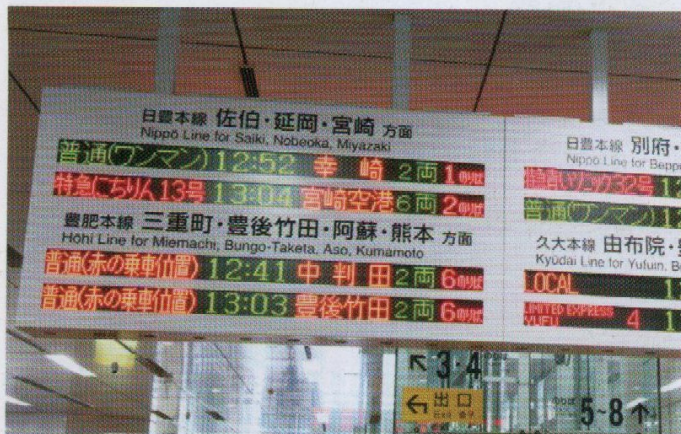 日豊本線 佐伯・延岡・宮崎 方面
Nippō Line for Saiki, Nobeoka, Miyazaki
普通(ワンマン) 12:52 幸崎 2両 1のりば
特急にちりん13号 13:04 宮崎空港 6両 2のりば
豊肥本線 三重町・豊後竹田・阿蘇・熊本 方面
Hōhi Line for Miemachi, Bungo-Taketa, Aso, Kumamoto
普通(赤の乗車位置) 12:41 中判田 2両 6のりば
普通(赤の乗車位置) 13:03 豊後竹田 2両 6のりば
日豊本線 別府・
Nippō Line for Beppu
32号 1
普通(ワンマン) 1
久大本線 由布院・
Kyūdai Line for Yufuin,
LOCAL 1
LIMITED EXPRESS
YUFU 4 1
↖ 3・4
← 出口
5~8 ↑